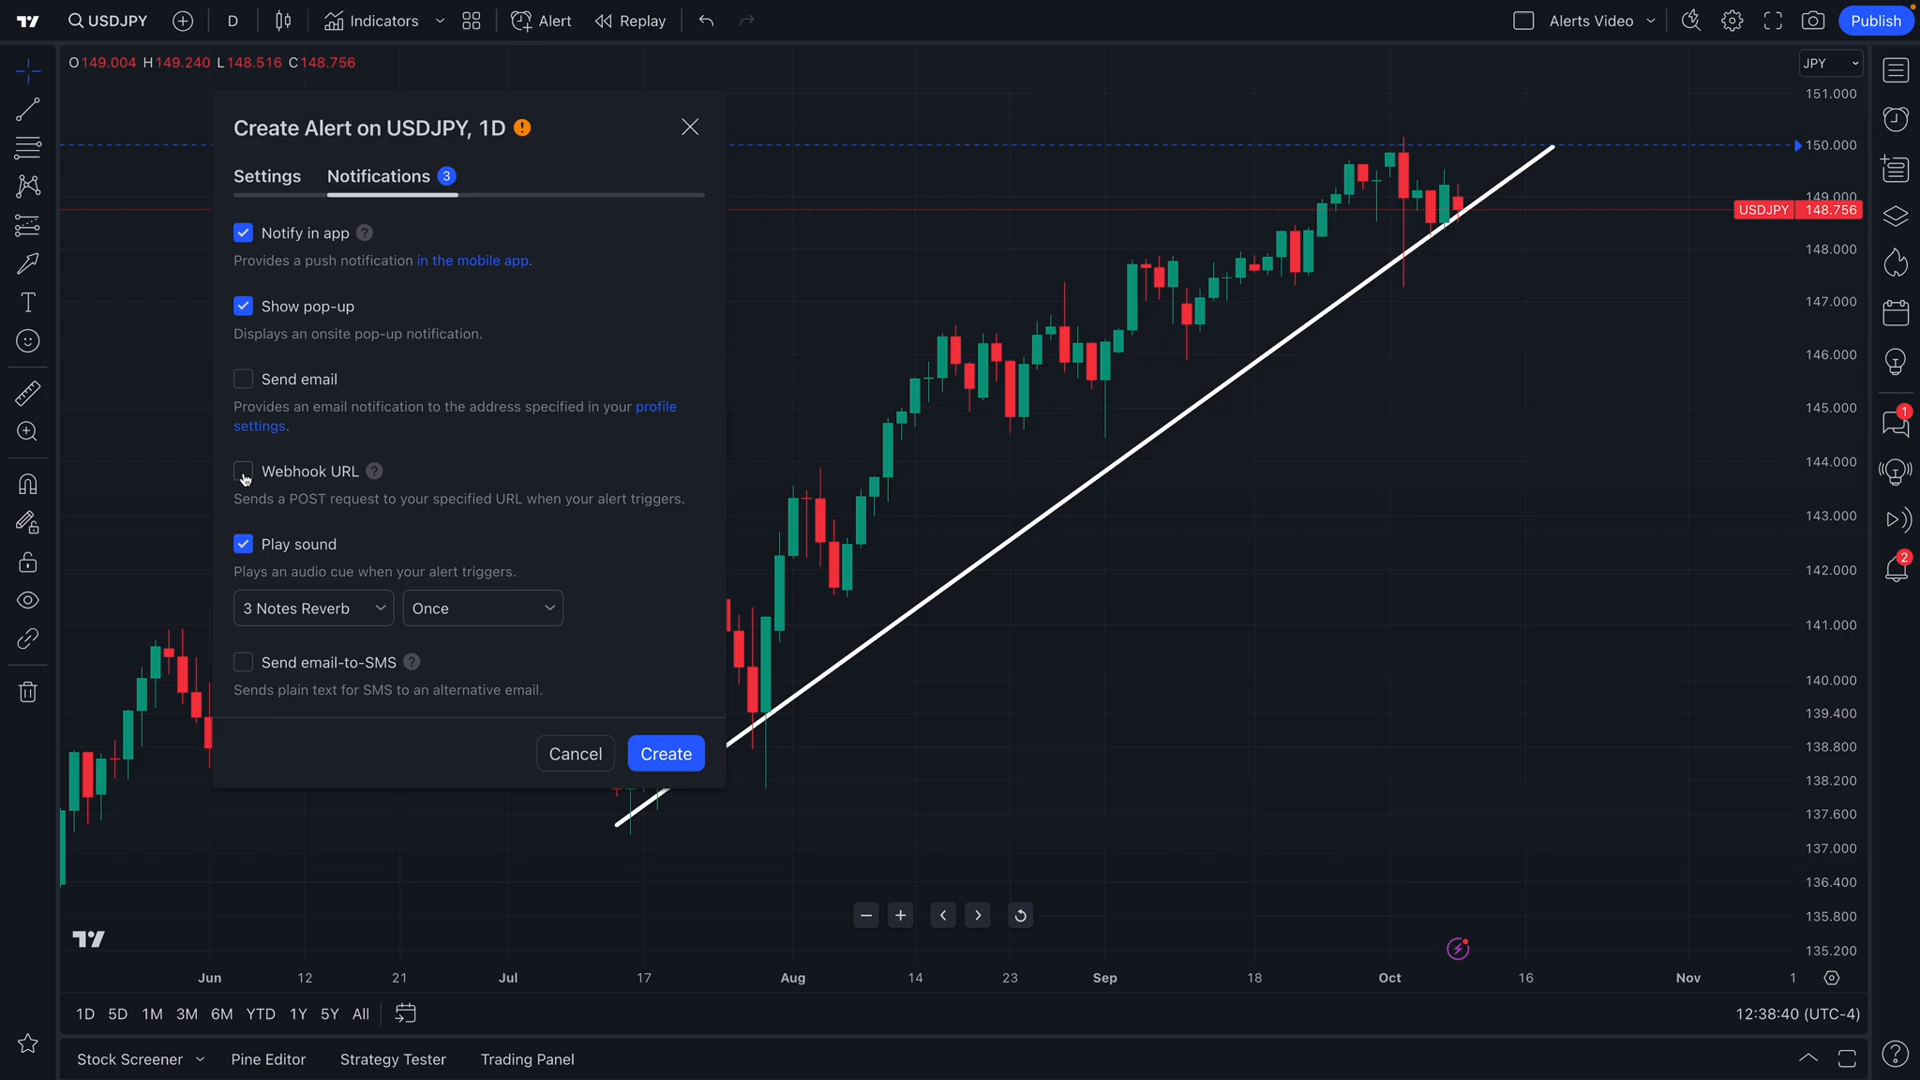 USDJPY
D
Indicators
Alert
Replay
Alerts Video
Publish
O149.004 H149.240 L148.516 C148.756
JPY
Create Alert on USDJPY, 1D
Settings
Notifications 3
Notify in app ?
Provides a push notification in the mobile app.
Show pop-up
Displays an onsite pop-up notification.
Send email
Provides an email notification to the address specified in your profile
settings.
Webhook URL ?
Sends a POST request to your specified URL when your alert triggers.
Play sound
Plays an audio cue when your alert triggers.
3 Notes Reverb
Once
Send email-to-SMS ?
Sends plain text for SMS to an alternative email.
Cancel
Create
151.000
150.000
149.000
USDJPY 148.756
148.000
147.000
146.000
145.000
144.000
143.000
142.000
141.000
140.000
139.400
138.800
138.200
137.600
137.000
136.400
135.800
135.200
1
2
Jun 12 21 Jul 17 Aug 14 23 Sep 18 Oct 16 Nov 1
1D 5D 1M 3M 6M YTD 1Y 5Y All
12:38:40 (UTC-4)
Stock Screener
Pine Editor
Strategy Tester
Trading Panel